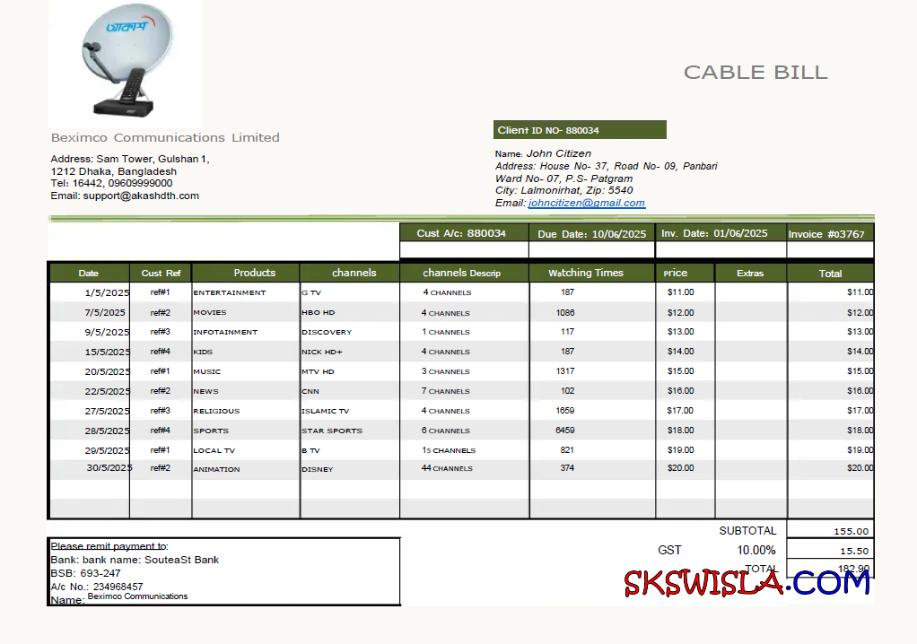 আকাশ
CABLE BILL
Beximco Communications Limited
Address: Sam Tower, Gulshan 1,
1212 Dhaka, Bangladesh
Tel: 16442, 09609999000
Email: support@akashdth.com
Client ID NO- 880034
Name: John Citizen
Address: House No- 37, Road No- 09, Panbari
Ward No- 07, P.S- Patgram
City: Lalmonirhat, Zip: 5540
Email: johncitizen@gmail.com
Cust A/c: 880034 Due Date: 10/06/2025 Inv. Date: 01/06/2025 Invoice #03767
Date Cust Ref Products channels channels Descrip Watching Times Price Extras Total
1/5/2025 ref#1 ENTERTAINMENT G TV 4 CHANNELS 187 $11.00 $11.00
7/5/2025 ref#2 MOVIES HBO HD 4 CHANNELS 1086 $12.00 $12.00
9/5/2025 ref#3 INFOTAINMENT DISCOVERY 1 CHANNELS 117 $13.00 $13.00
15/5/2025 ref#4 KIDS NICK HD+ 4 CHANNELS 187 $14.00 $14.00
20/5/2025 ref#1 MUSIC MTV HD 3 CHANNELS 1317 $15.00 $15.00
22/5/2025 ref#2 NEWS CNN 7 CHANNELS 102 $16.00 $16.00
27/5/2025 ref#3 RELIGIOUS ISLAMIC TV 4 CHANNELS 1659 $17.00 $17.00
28/5/2025 ref#4 SPORTS STAR SPORTS 6 CHANNELS 6459 $18.00 $18.00
29/5/2025 ref#1 LOCAL TV B TV 15 CHANNELS 821 $19.00 $19.00
30/5/2025 ref#2 ANIMATION DISNEY 44 CHANNELS 374 $20.00 $20.00
SUBTOTAL 155.00
GST 10.00% 15.50
TOTAL 182.90
Please remit payment to:
Bank: bank name: SouteaSt Bank
BSB: 693-247
A/c No.: 234968457
Name: Beximco Communications
SKSWISLA.COM